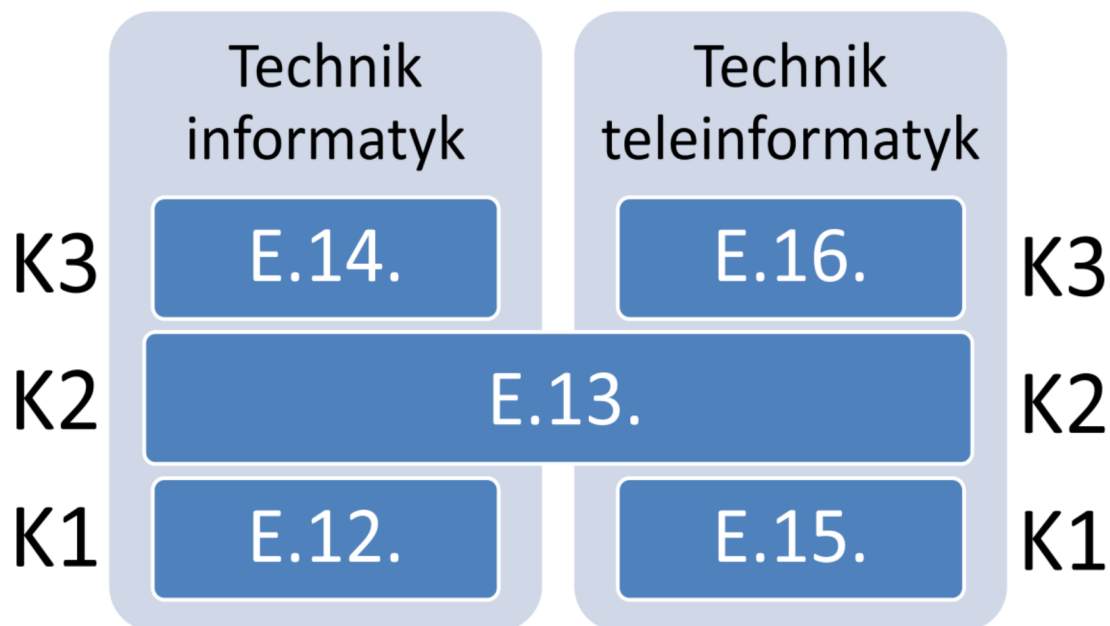 Technik
informatyk
Technik
teleinformatyk
K3
E.14.
E.16.
K3
K2
E.13.
K2
K1
E.12.
E.15.
K1